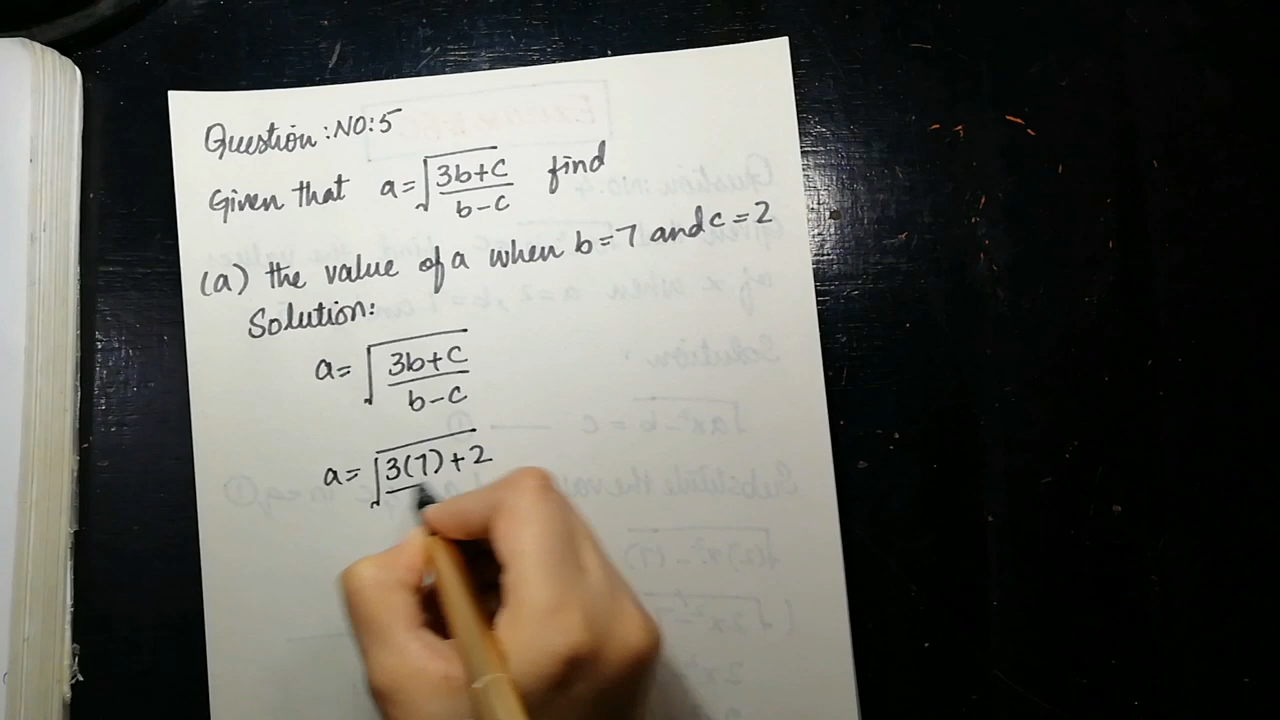 Question: NO:5
Given that a=√(3b+c)/(b-c) find
(a) the value of a when b=7 and c=2
Solution:
a=√(3b+c)/(b-c)
a=√3(7)+2